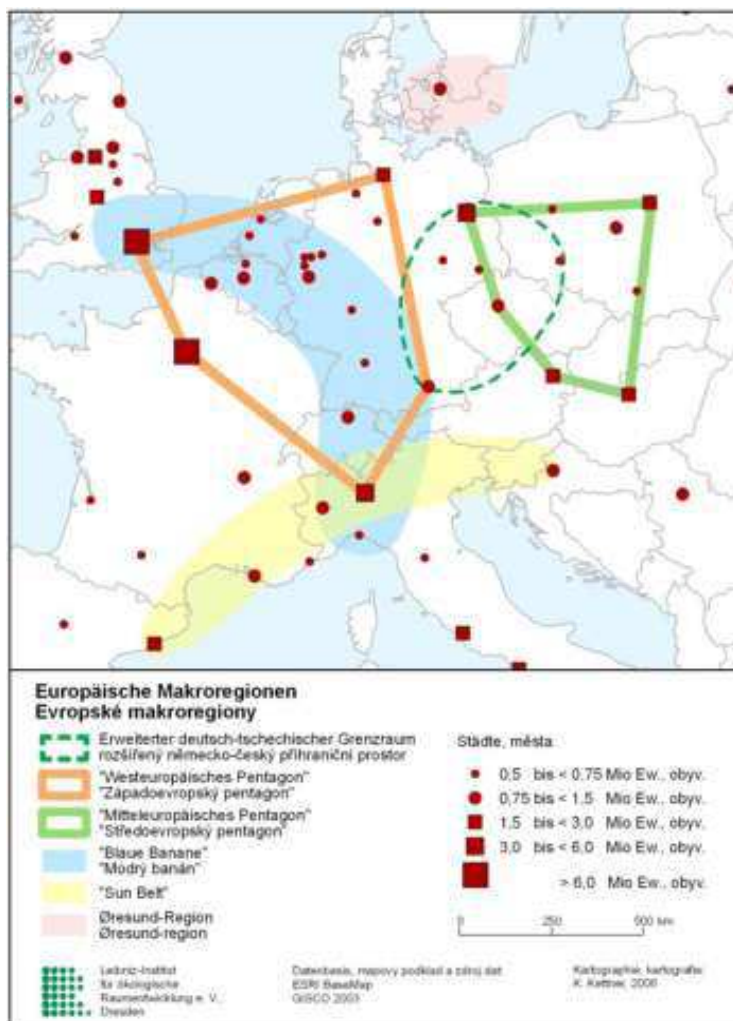 Europäische Makroregionen
Evropské makroregiony
Erweiterter deutsch-tschechischer Grenzraum
rozšířený německo-český příhraniční prostor
"Westeuropäisches Pentagon"
"Západoevropský pentagon"
"Mitteleuropäisches Pentagon"
"Středoevropský pentagon"
"Blaue Banane"
"Modrý banán"
"Sun Belt"
Øresund-Region
Øresund-region
Städte, města:
0,5 bis < 0,75 Mio Ew., obyv.
0,75 bis < 1,5 Mio Ew., obyv.
1,5 bis < 3,0 Mio Ew., obyv.
3,0 bis < 6,0 Mio Ew., obyv.
> 6,0 Mio Ew., obyv.
0 250 500 km
Leibniz-Institut
für ökologische
Raumentwicklung e. V.,
Dresden
Datenbasis, mapový podklad a zdroj dat:
ESRI BaseMap
GISCO 2003
Kartographie, kartografie:
K. Kettner, 2006